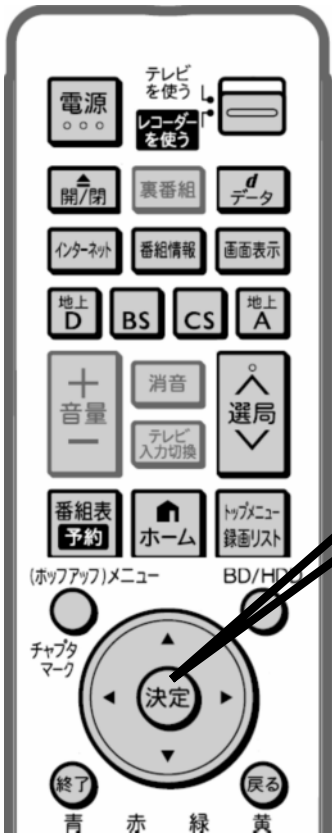 テレビ
を使う
電源
レコーダー
を使う
開/閉
裏番組
d
データ
インターネット
番組情報
画面表示
地上
D
BS
CS
地上
A
+
音量
−
消音
テレビ
入力切換
選局
番組表
予約
ホーム
トップメニュー
録画リスト
(ポップアップ)メニュー
BD/HDD
チャプタ
マーク
決定
終了
戻る
青 赤 緑 黄